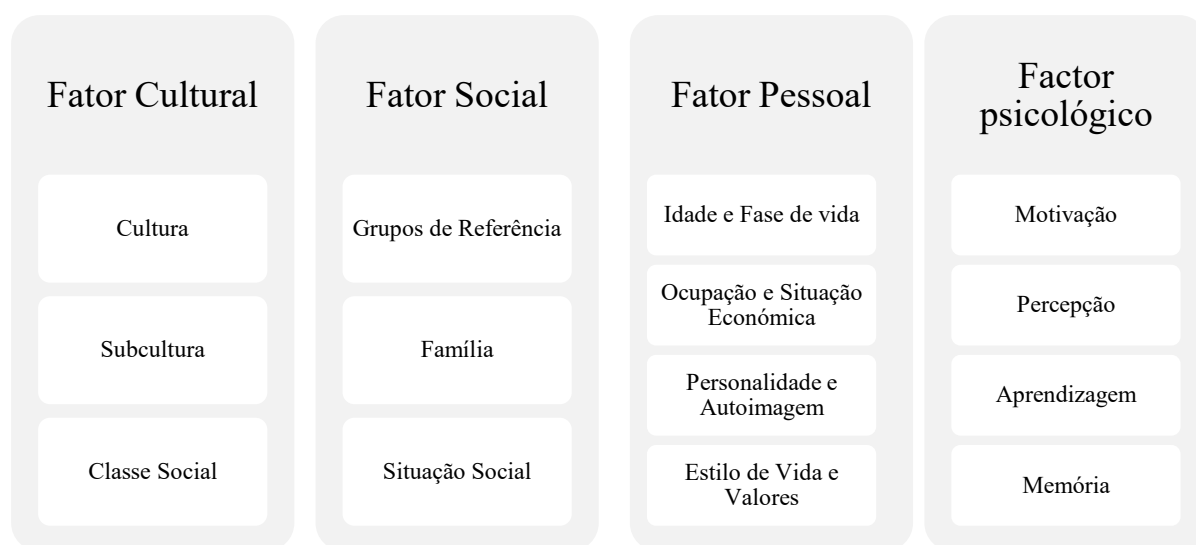 Fator Cultural
Cultura
Subcultura
Classe Social
Fator Social
Grupos de Referência
Família
Situação Social
Fator Pessoal
Idade e Fase de vida
Ocupação e Situação
Económica
Personalidade e
Autoimagem
Estilo de Vida e
Valores
Factor
psicológico
Motivação
Percepção
Aprendizagem
Memória